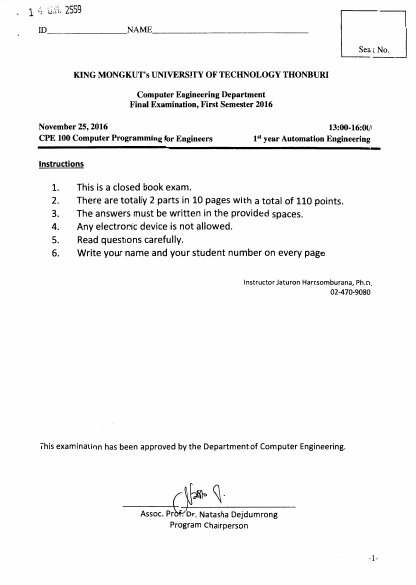 14 ธ.ค. 2559
ID NAME
Seat No.
KING MONGKUT's UNIVERSITY OF TECHNOLOGY THONBURI
Computer Engineering Department
Final Examination, First Semester 2016
November 25, 2016 13:00-16:00
CPE 100 Computer Programming for Engineers 1st year Automation Engineering
Instructions
1. This is a closed book exam.
2. There are totally 2 parts in 10 pages with a total of 110 points.
3. The answers must be written in the provided spaces.
4. Any electronic device is not allowed.
5. Read questions carefully.
6. Write your name and your student number on every page
Instructor Jaturon Harnsomburana, Ph.D.
02-470-9080
This examination has been approved by the Department of Computer Engineering.
Assoc. Prof. Dr. Natasha Dejdumrong
Program Chairperson
-1-